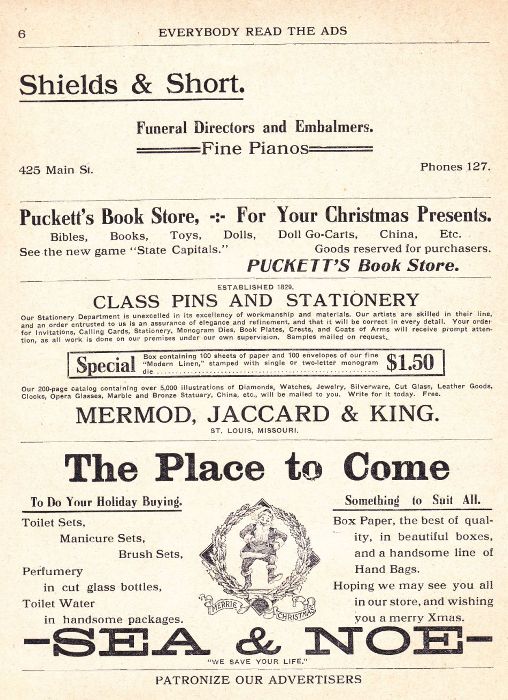 6
EVERYBODY READ THE ADS
Shields & Short.
Funeral Directors and Embalmers.
Fine Pianos
425 Main St. Phones 127.
Puckett's Book Store, -:- For Your Christmas Presents.
Bibles, Books, Toys, Dolls, Doll Go-Carts, China, Etc.
See the new game "State Capitals." Goods reserved for purchasers.
PUCKETT'S Book Store.
ESTABLISHED 1829.
CLASS PINS AND STATIONERY
Our Stationery Department is unexcelled in its excellency of workmanship and materials. Our artists are skilled in their line,
and an order entrusted to us is an assurance of elegance and refinement, and that it will be correct in every detail. Your order
for Invitations, Calling Cards, Stationery, Monogram Dies, Book Plates, Crests, and Coats of Arms will receive prompt atten-
tion, as all work is done on our premises under our own supervision. Samples mailed on request.
Special
Box containing 100 sheets of paper and 100 envelopes of our fine
"Modern Linen," stamped with single or two-letter monogram
die
$1.50
Our 200-page catalog containing over 5,000 illustrations of Diamonds, Watches, Jewelry, Silverware, Cut Glass, Leather Goods,
Clocks, Opera Glasses, Marble and Bronze Statuary, China, etc., will be mailed to you. Write for it today. Free.
MERMOD, JACCARD & KING.
ST. LOUIS, MISSOURI.
The Place to Come
To Do Your Holiday Buying.
Toilet Sets,
Manicure Sets,
Brush Sets,
Perfumery
in cut glass bottles,
Toilet Water
in handsome packages.
MERRIE CHRISTMAS
Something to Suit All.
Box Paper, the best of qual-
ity, in beautiful boxes,
and a handsome line of
Hand Bags.
Hoping we may see you all
in our store, and wishing
you a merry Xmas.
-SEA & NOE-
"WE SAVE YOUR LIFE."
PATRONIZE OUR ADVERTISERS